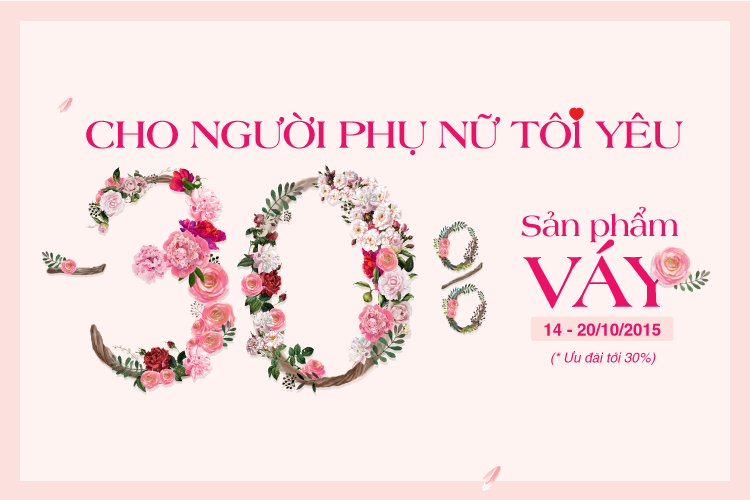 CHO NGƯỜI PHỤ NỮ TÔI YÊU
-30%
Sản phẩm
VÁY
14 - 20/10/2015
(* Ưu đãi tới 30%)